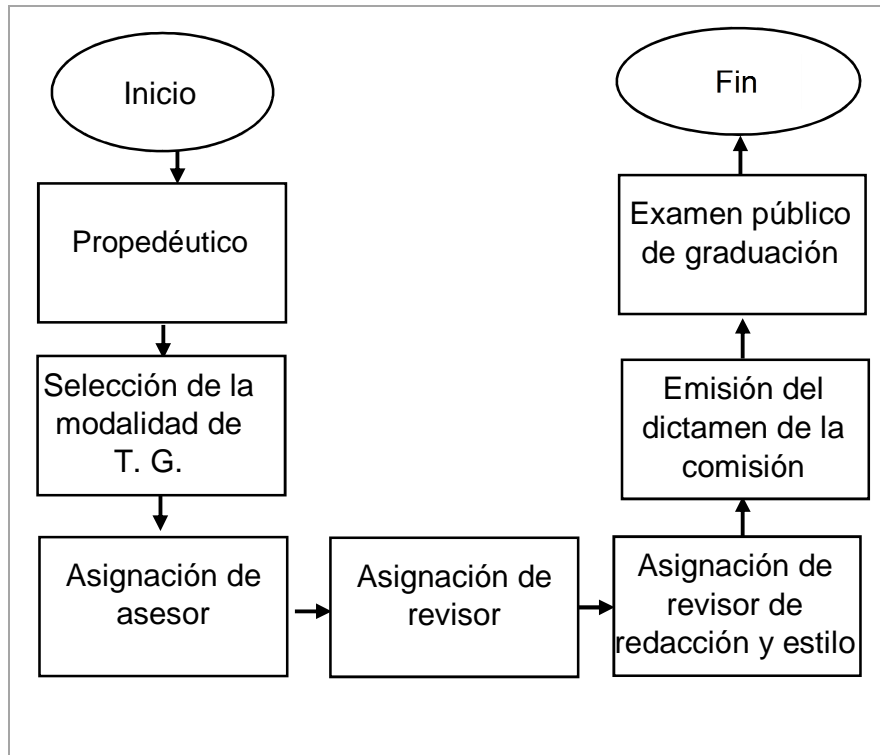 Inicio
Propedéutico
Selección de la
modalidad de
T. G.
Asignación de
asesor
Asignación de
revisor
Asignación de
revisor de
redacción y estilo
Emisión del
dictamen de la
comisión
Examen público
de graduación
Fin